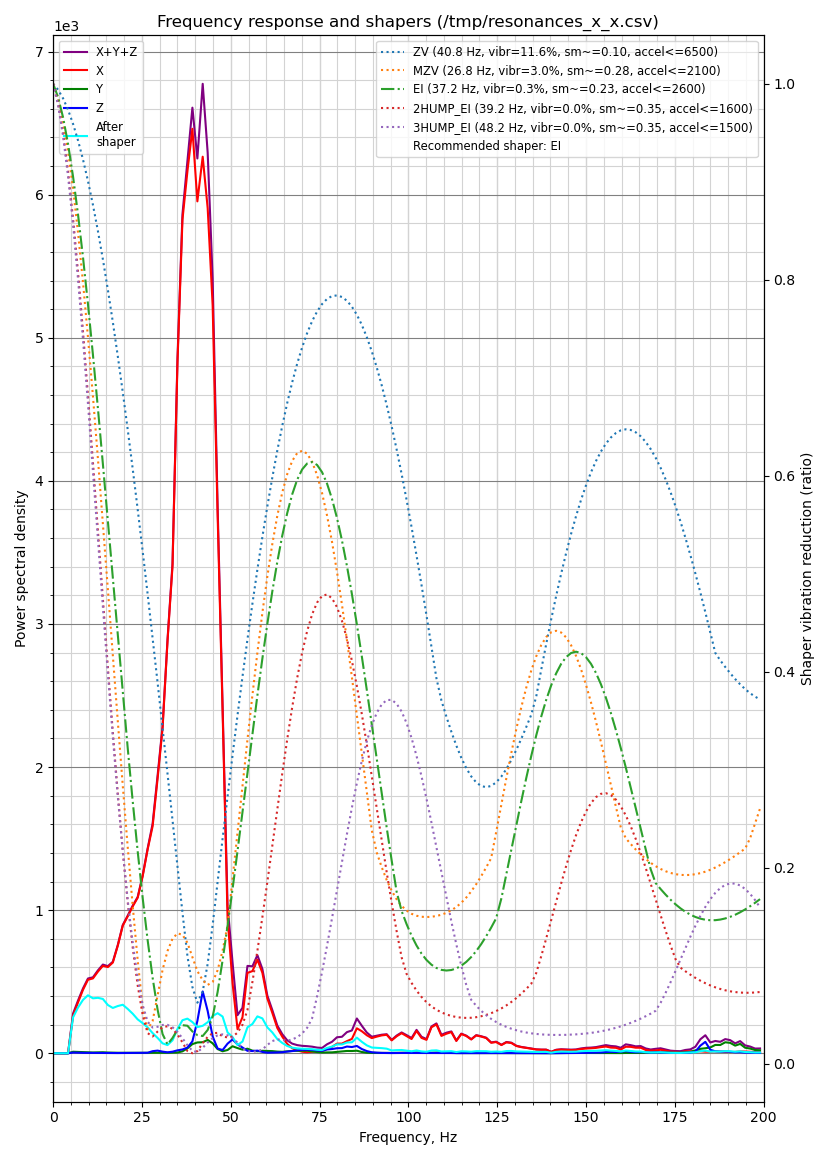 Frequency response and shapers (/tmp/resonances_x_x.csv)
1e3
X+Y+Z
X
Y
Z
After
shaper
ZV (40.8 Hz, vibr=11.6%, sm~=0.10, accel<=6500)
MZV (26.8 Hz, vibr=3.0%, sm~=0.28, accel<=2100)
EI (37.2 Hz, vibr=0.3%, sm~=0.23, accel<=2600)
2HUMP_EI (39.2 Hz, vibr=0.0%, sm~=0.35, accel<=1600)
3HUMP_EI (48.2 Hz, vibr=0.0%, sm~=0.35, accel<=1500)
Recommended shaper: EI
7
6
5
4
3
2
1
0
Power spectral density
1.0
0.8
0.6
0.4
0.2
0.0
Shaper vibration reduction (ratio)
0 25 50 75 100 125 150 175 200
Frequency, Hz